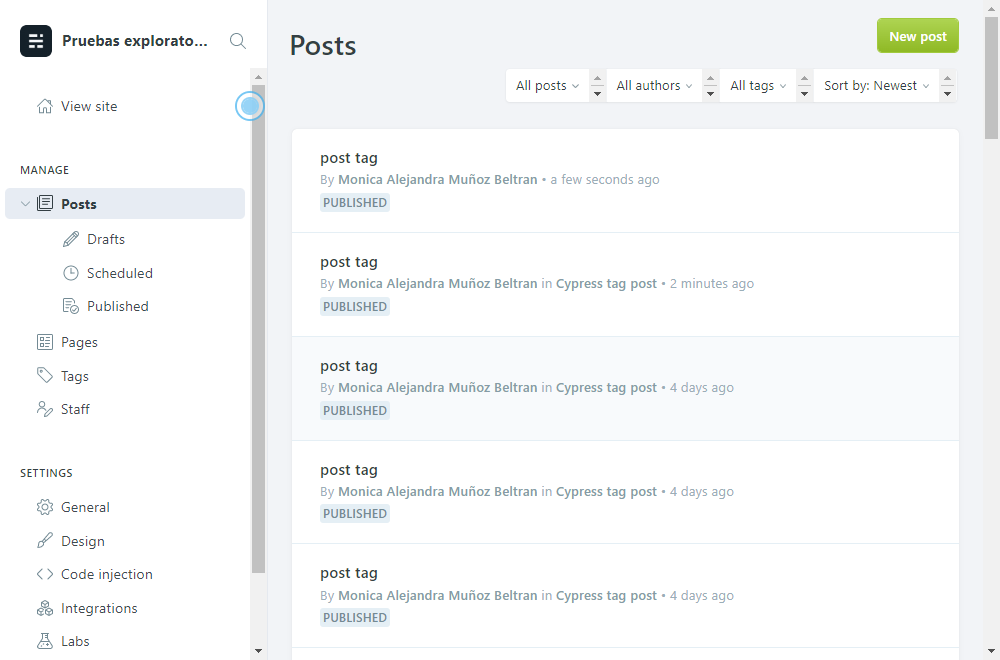 Pruebas explorato...
View site
MANAGE
Posts
Drafts
Scheduled
Published
Pages
Tags
Staff
SETTINGS
General
Design
Code injection
Integrations
Labs
Posts
New post
All posts
All authors
All tags
Sort by: Newest
post tag
By Monica Alejandra Muñoz Beltran • a few seconds ago
PUBLISHED
post tag
By Monica Alejandra Muñoz Beltran in Cypress tag post • 2 minutes ago
PUBLISHED
post tag
By Monica Alejandra Muñoz Beltran in Cypress tag post • 4 days ago
PUBLISHED
post tag
By Monica Alejandra Muñoz Beltran in Cypress tag post • 4 days ago
PUBLISHED
post tag
By Monica Alejandra Muñoz Beltran in Cypress tag post • 4 days ago
PUBLISHED